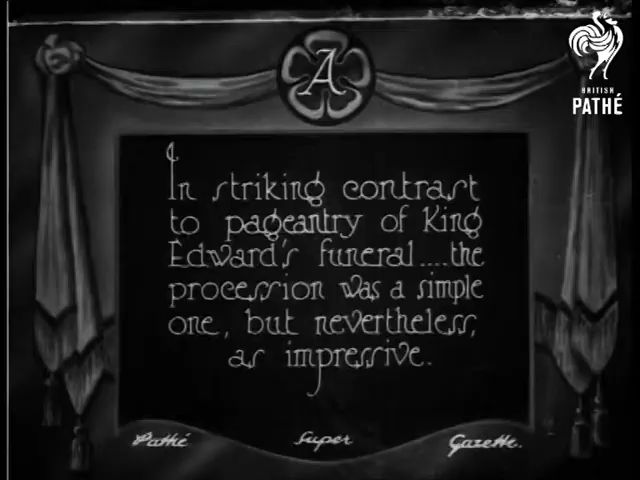 A
BRITISH
PATHÉ
In striking contrast
to pageantry of King
Edward's funeral....the
procession was a simple
one, but nevertheless,
as impressive.
Pathé Super Gazette.